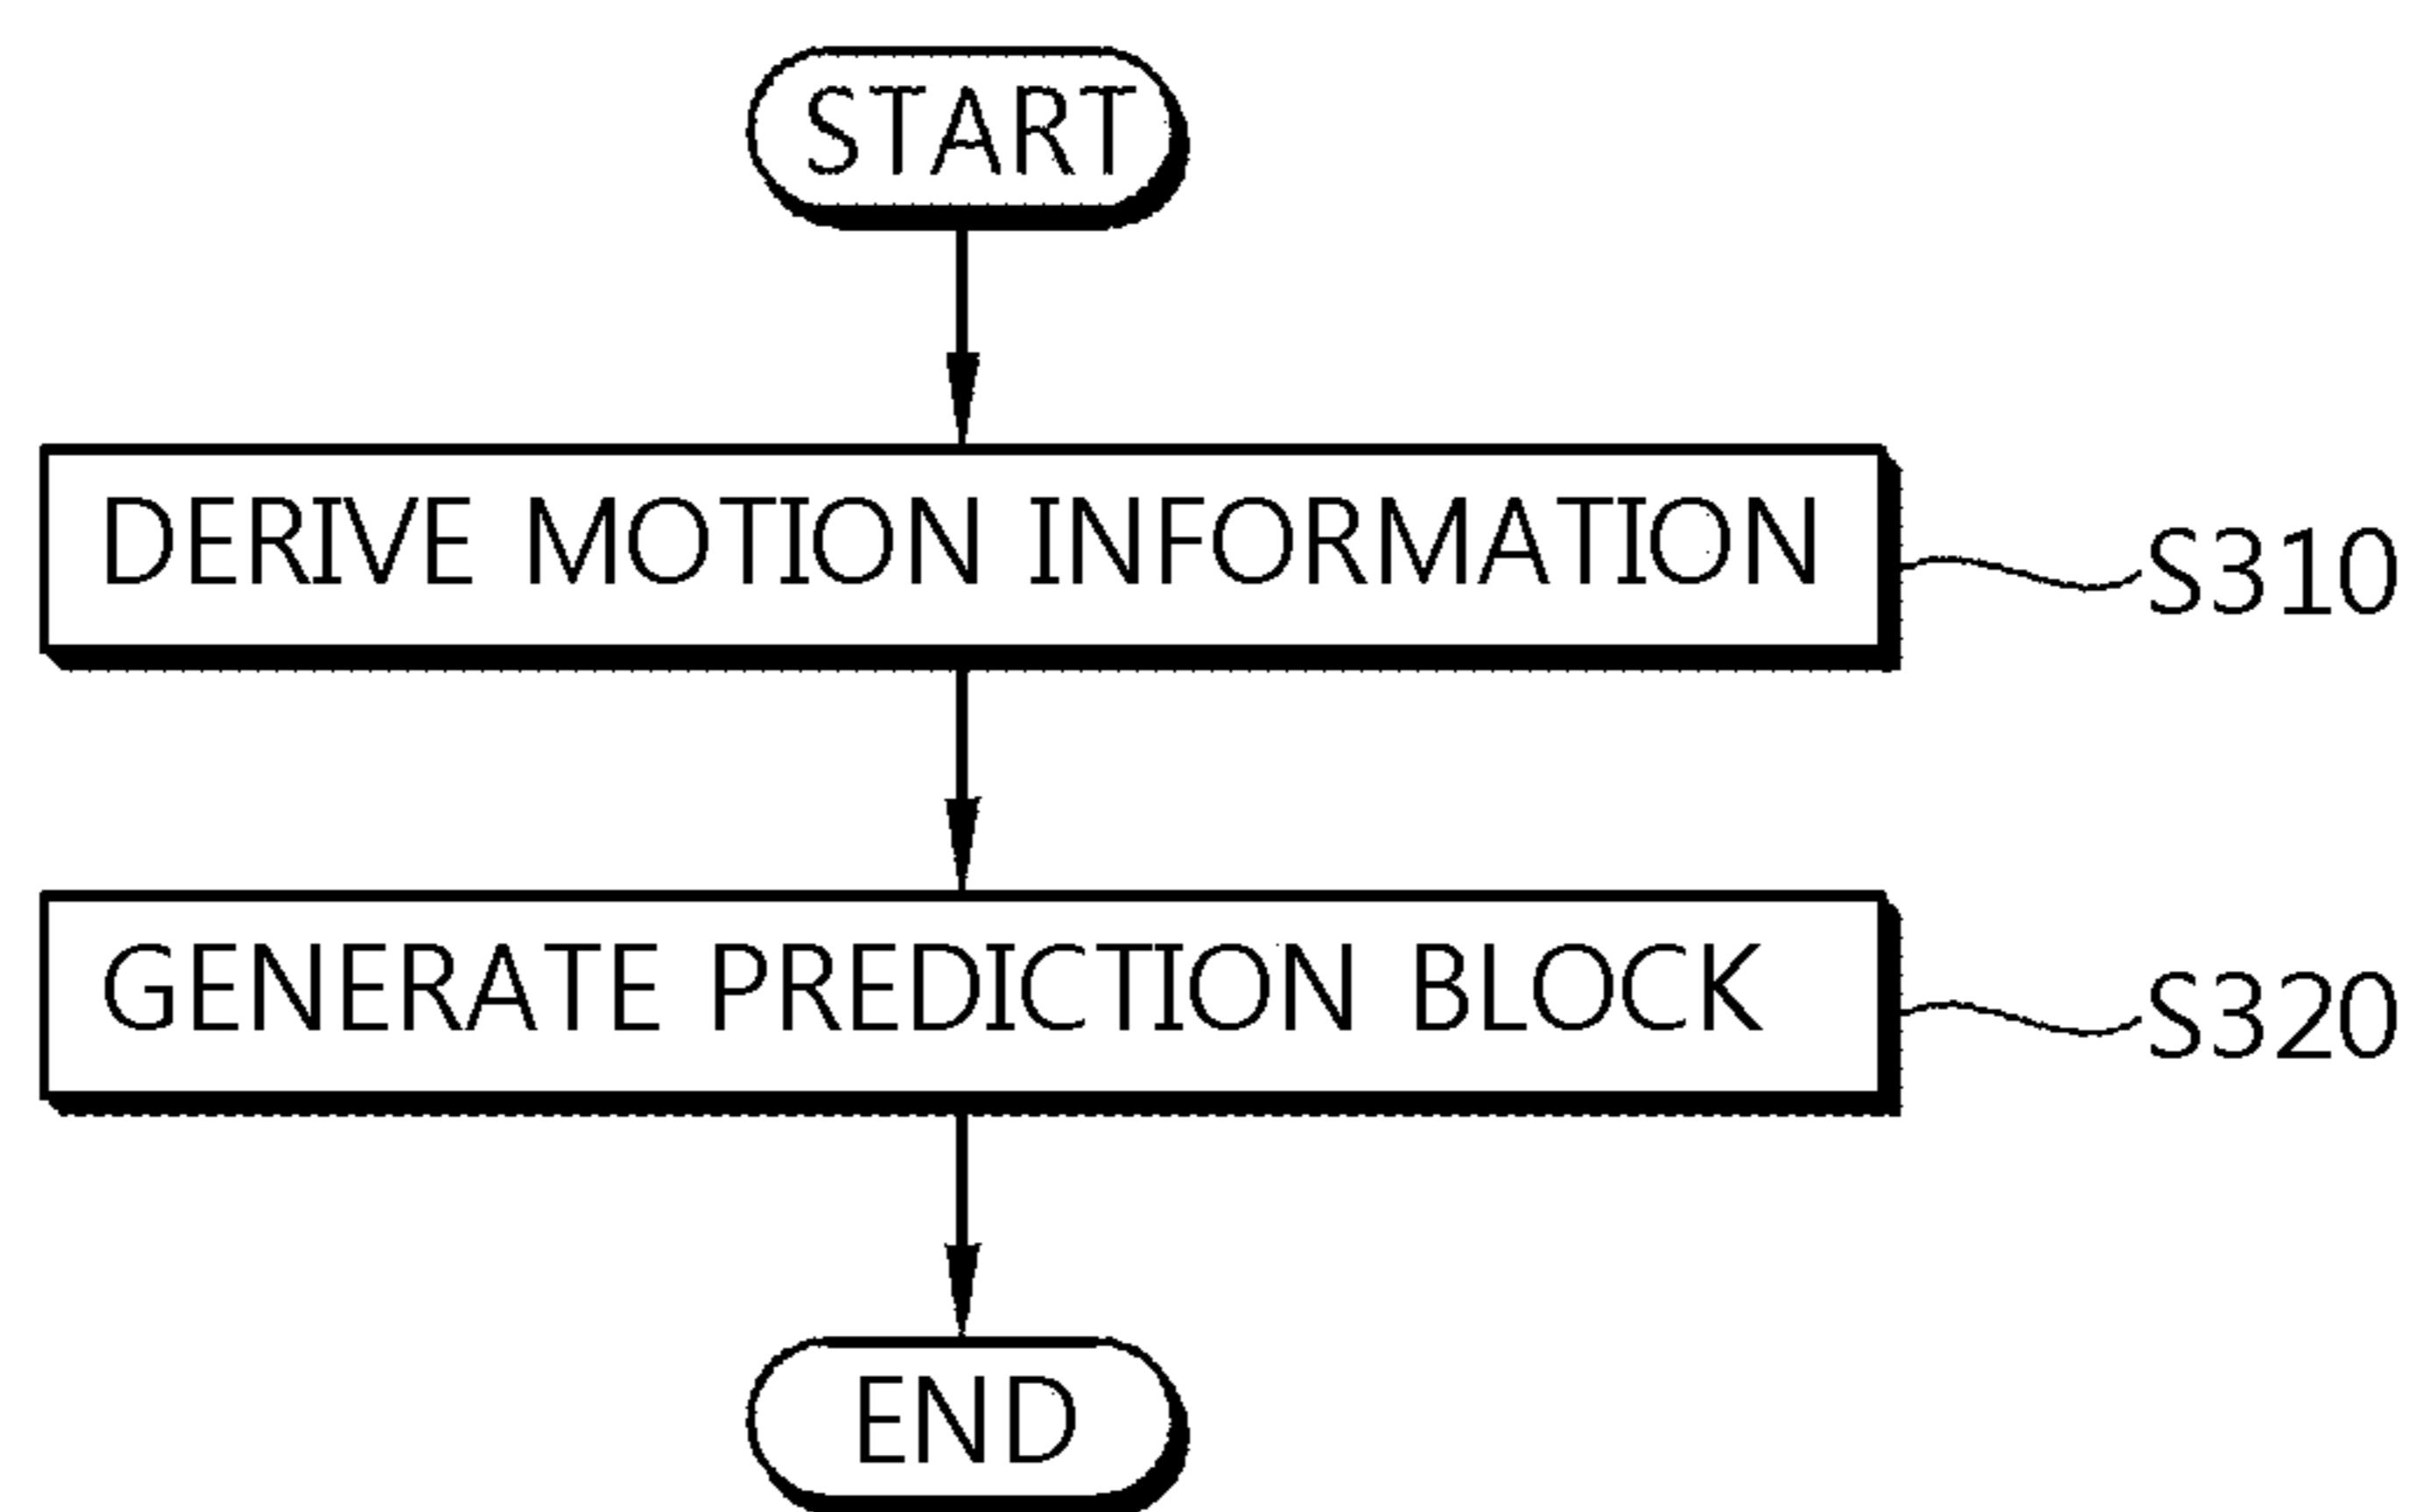 START
DERIVE MOTION INFORMATION
S310
GENERATE PREDICTION BLOCK
S320
END